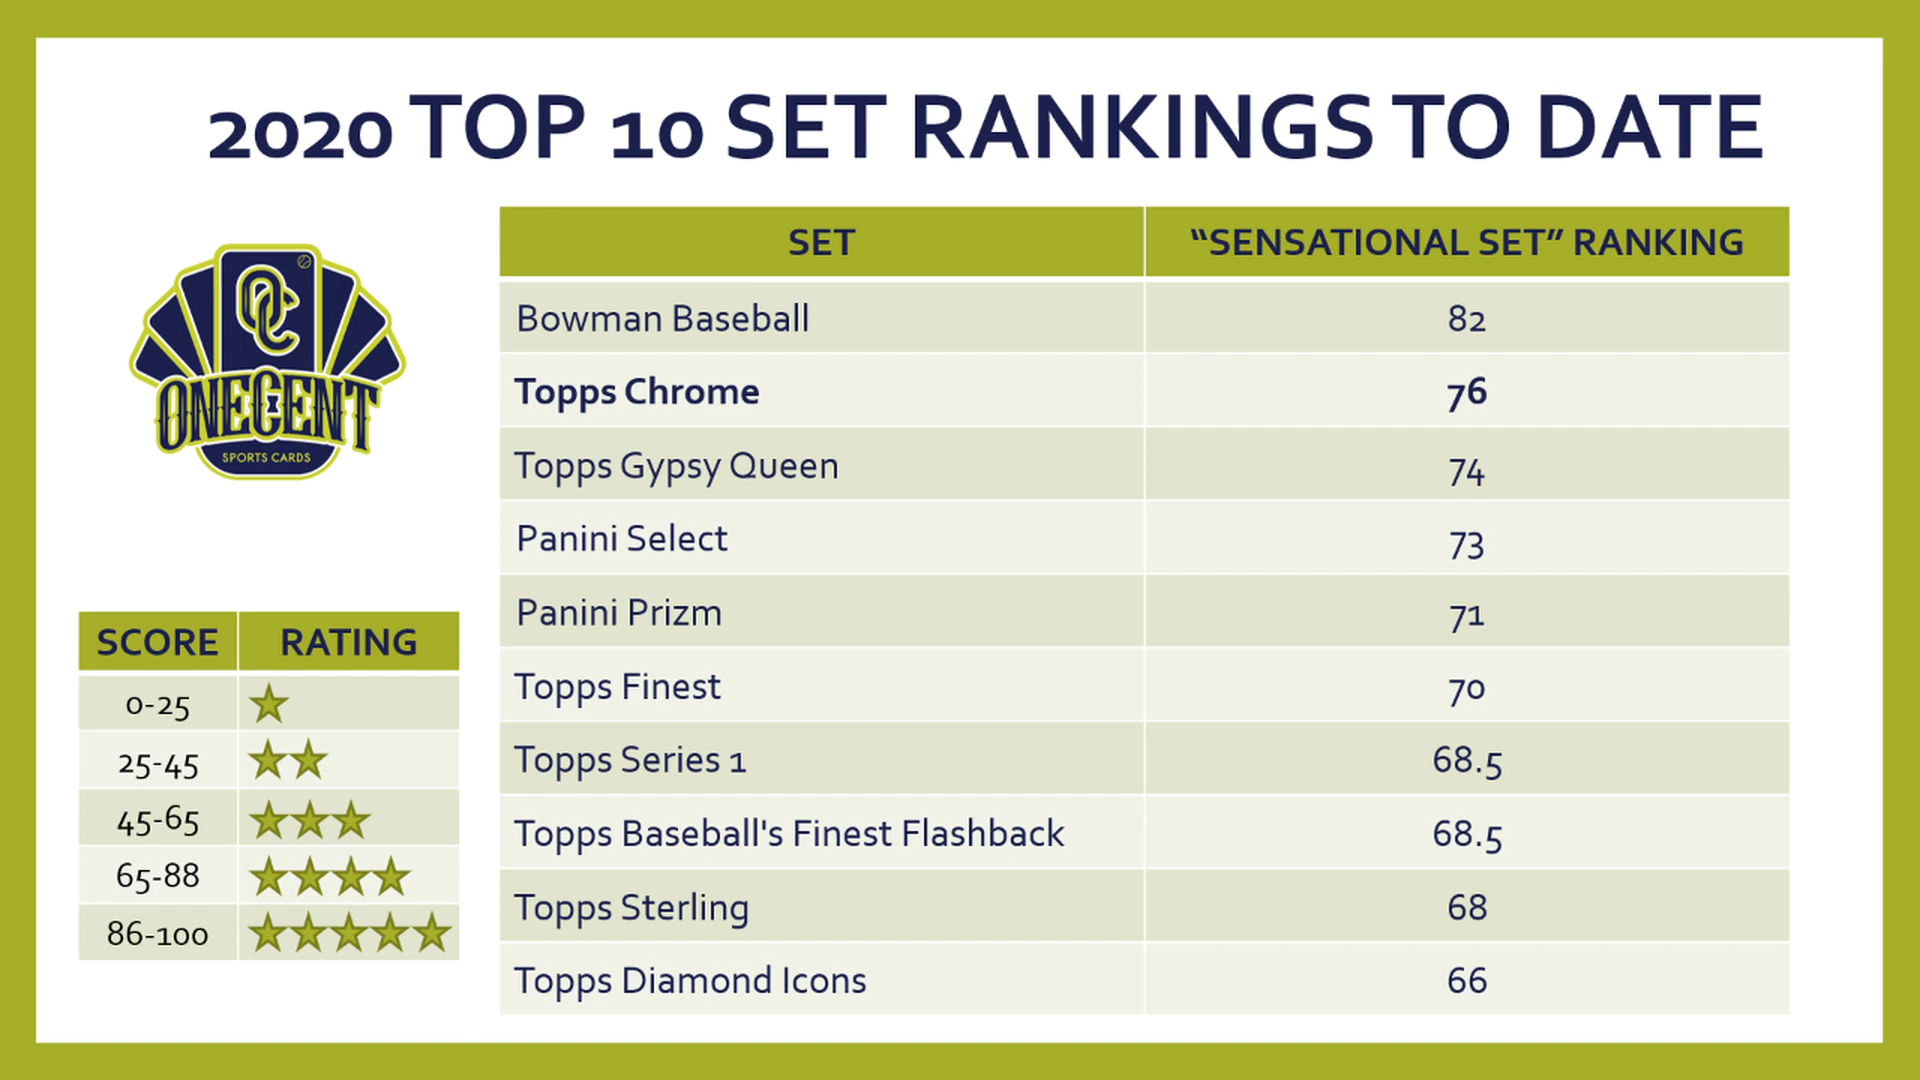 2020 TOP 10 SET RANKINGS TO DATE
OC
ONECENT
SPORTS CARDS
SCORE RATING
0-25
25-45
45-65
65-88
86-100
SET “SENSATIONAL SET” RANKING
Bowman Baseball 82
Topps Chrome 76
Topps Gypsy Queen 74
Panini Select 73
Panini Prizm 71
Topps Finest 70
Topps Series 1 68.5
Topps Baseball's Finest Flashback 68.5
Topps Sterling 68
Topps Diamond Icons 66